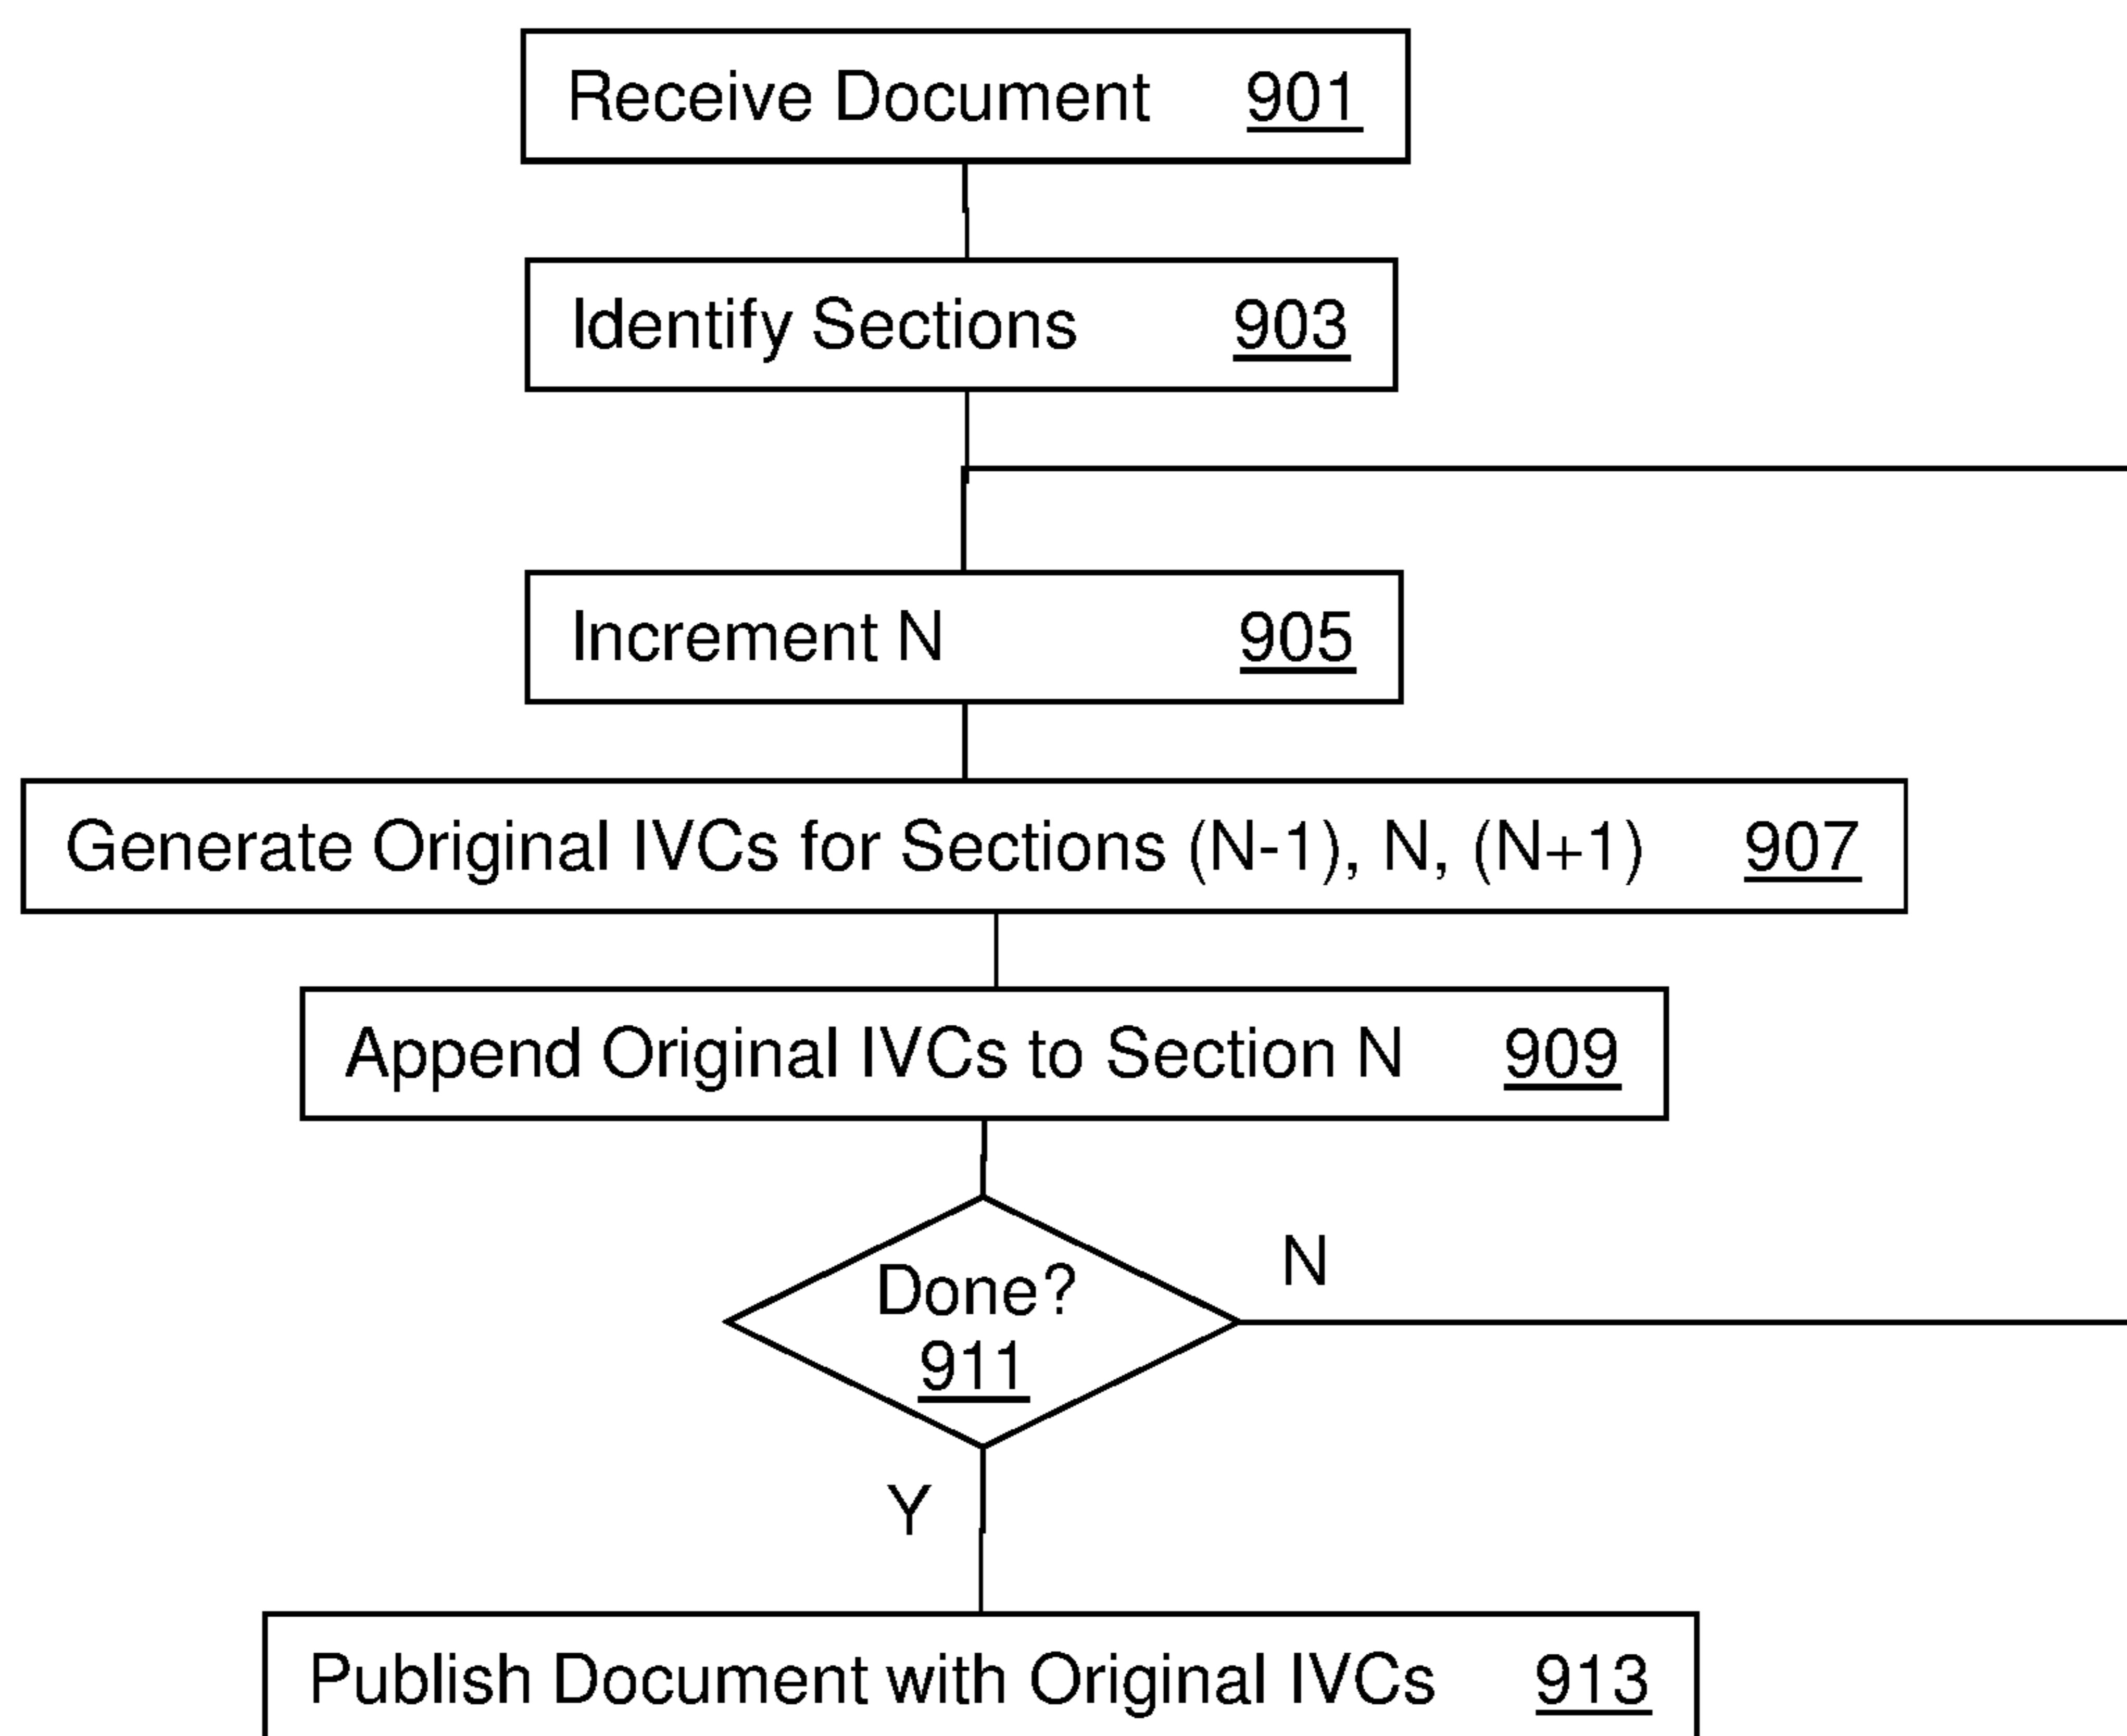 Receive Document 901
Identify Sections 903
Increment N 905
Generate Original IVCs for Sections (N-1), N, (N+1) 907
Append Original IVCs to Section N 909
Done?
911
N
Y
Publish Document with Original IVCs 913